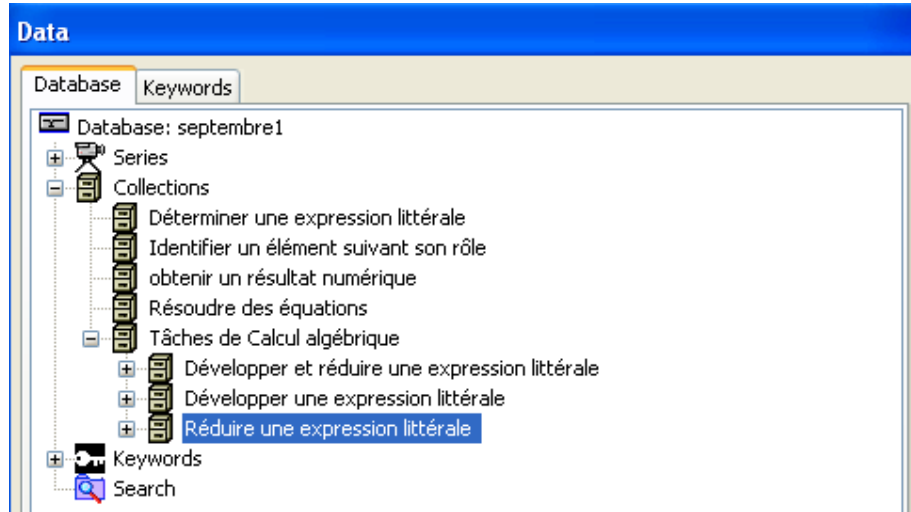 Data
Database Keywords
Database: septembre1
Series
Collections
Déterminer une expression littérale
Identifier un élément suivant son rôle
obtenir un résultat numérique
Résoudre des équations
Tâches de Calcul algébrique
Développer et réduire une expression littérale
Développer une expression littérale
Réduire une expression littérale
Keywords
Search